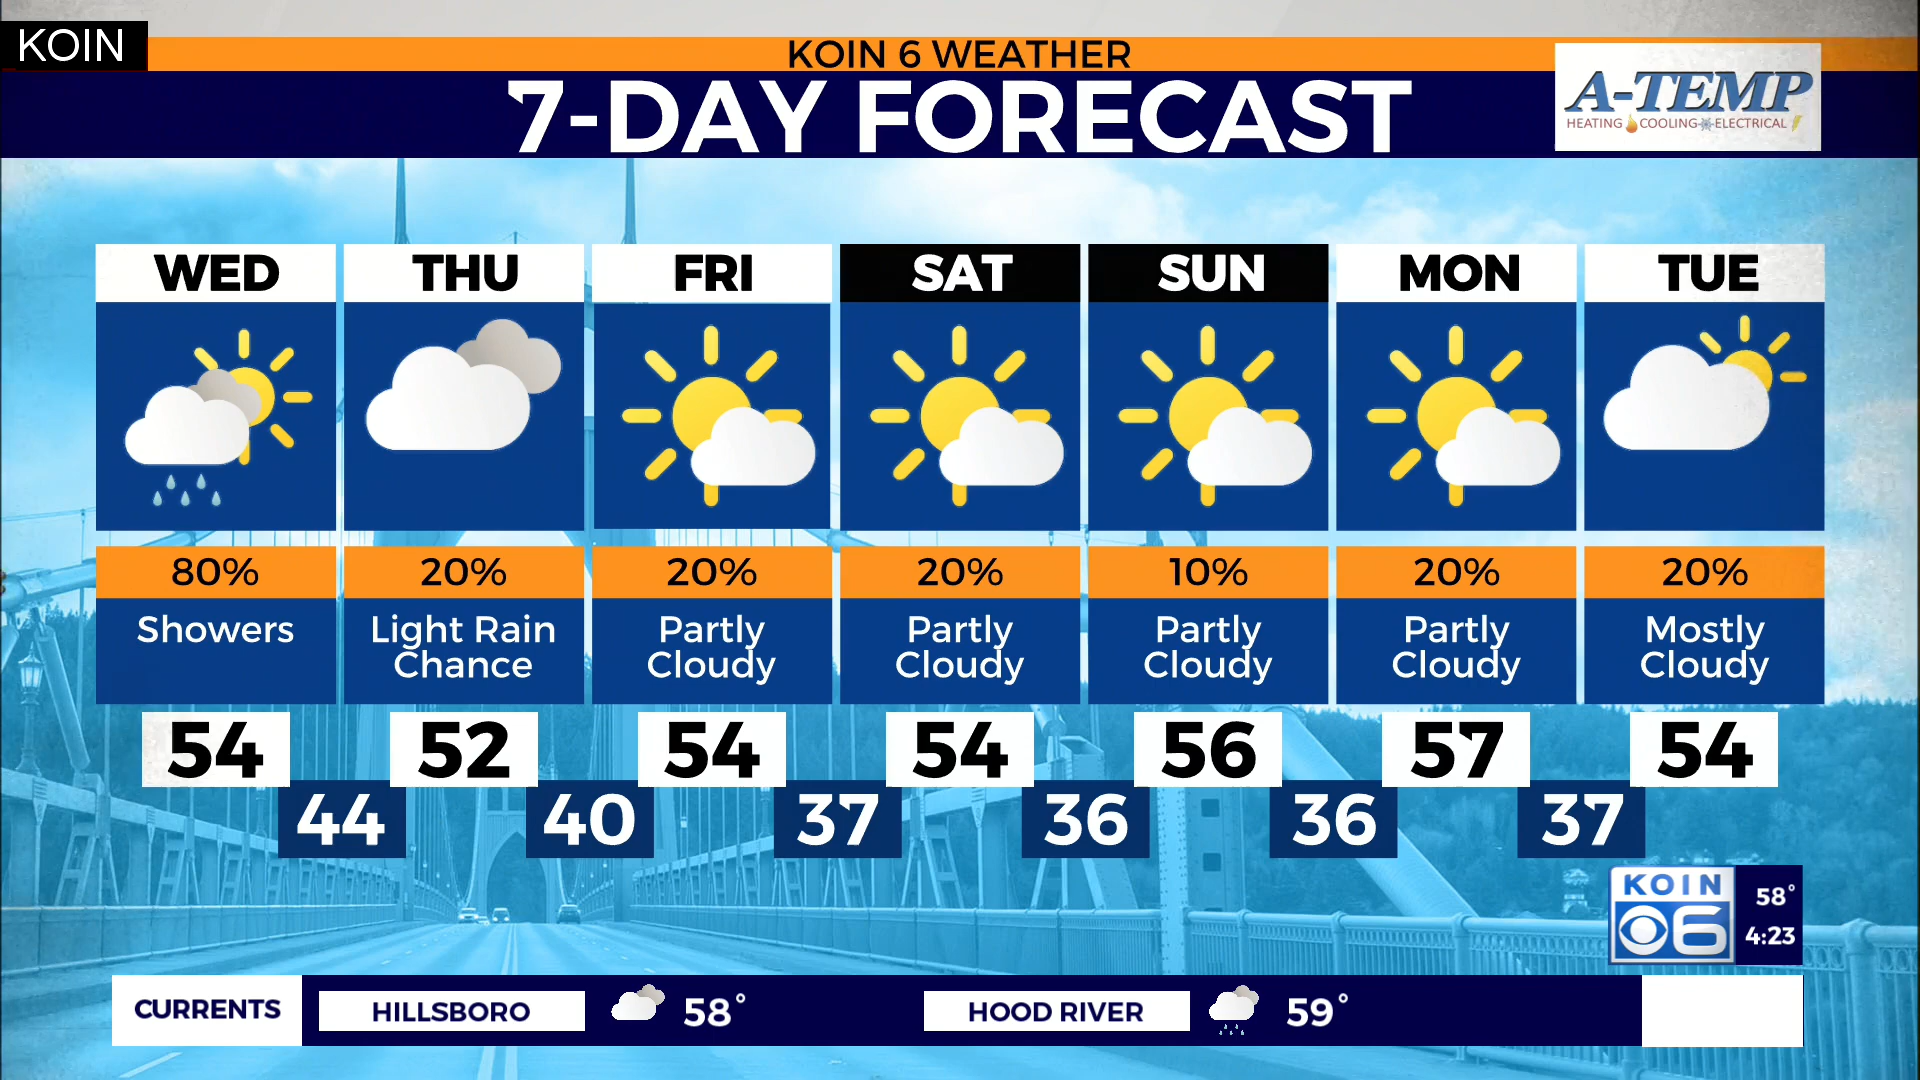 KOIN
KOIN 6 WEATHER
7-DAY FORECAST
A-TEMP
HEATING COOLING ELECTRICAL
WED THU FRI SAT SUN MON TUE
80% 20% 20% 20% 10% 20% 20%
Showers Light Rain Partly Partly Partly Partly Mostly
Chance Cloudy Cloudy Cloudy Cloudy Cloudy
54 52 54 54 56 57 54
44 40 37 36 36 37
KOIN 58°
6 4:23
CURRENTS HILLSBORO 58° HOOD RIVER 59°